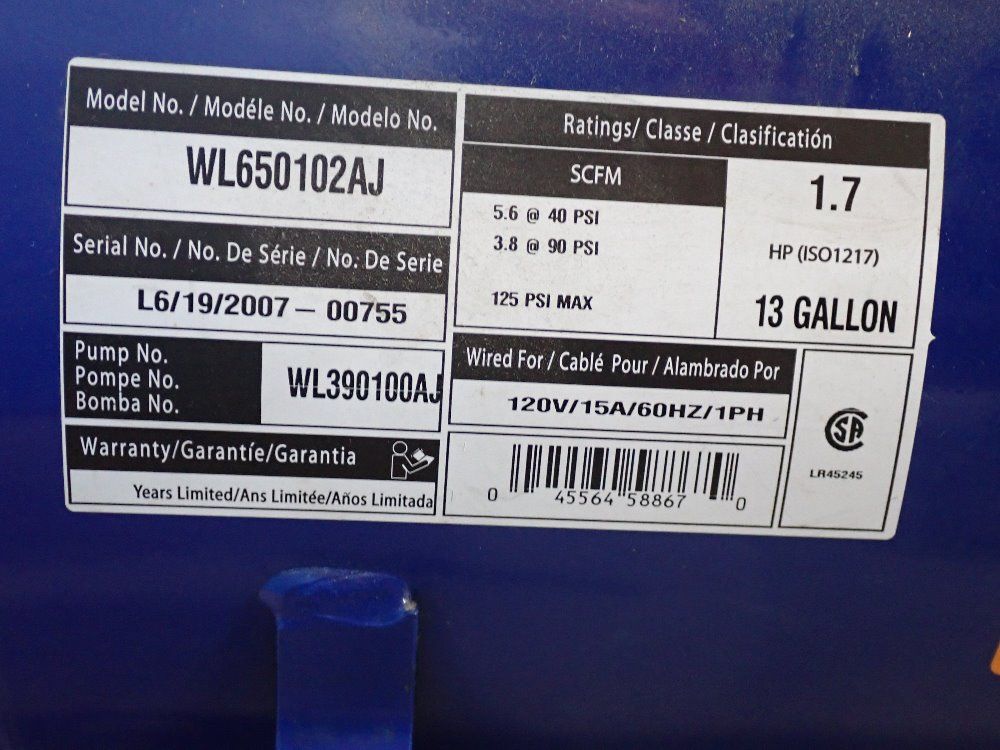 Model No. / Modéle No. / Modelo No.
WL650102AJ
Serial No. / No. De Série / No. De Serie
L6/19/2007 – 00755
Pump No.
Pompe No.
Bomba No.
WL390100AJ
Warranty/Garantíe/Garantia
Years Limited/Ans Limitée/Años Limitada
Ratings/ Classe / Clasificatión
SCFM
5.6 @ 40 PSI
3.8 @ 90 PSI
125 PSI MAX
1.7
HP (ISO1217)
13 GALLON
Wired For / Cablé Pour / Alambrado Por
120V/15A/60HZ/1PH
0 45564 58867 0
SA
LR45245